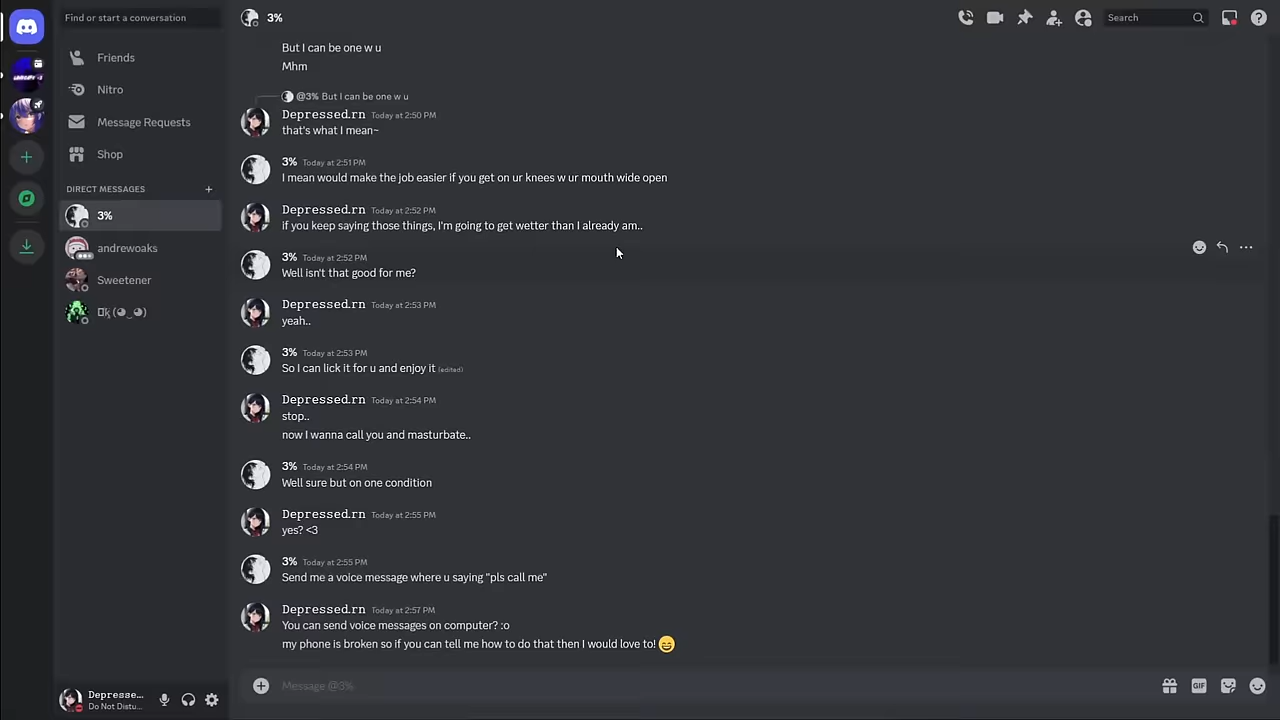 Find or start a conversation
3%
Search
Friends
Nitro
Message Requests
Shop
DIRECT MESSAGES
3%
andrewoaks
Sweetener
But I can be one w u
Mhm
@3% But I can be one w u
Depressed.rn Today at 2:50 PM
that's what I mean~
3% Today at 2:51 PM
I mean would make the job easier if you get on ur knees w ur mouth wide open
Depressed.rn Today at 2:52 PM
if you keep saying those things, I'm going to get wetter than I already am..
3% Today at 2:52 PM
Well isn't that good for me?
Depressed.rn Today at 2:53 PM
yeah..
3% Today at 2:53 PM
So I can lick it for u and enjoy it (edited)
Depressed.rn Today at 2:54 PM
stop..
now I wanna call you and masturbate..
3% Today at 2:54 PM
Well sure but on one condition
Depressed.rn Today at 2:55 PM
yes? <3
3% Today at 2:55 PM
Send me a voice message where u saying "pls call me"
Depressed.rn Today at 2:57 PM
You can send voice messages on computer? :o
my phone is broken so if you can tell me how to do that then I would love to! 😄
Message @3%
GIF
Depresse...
Do Not Distu...